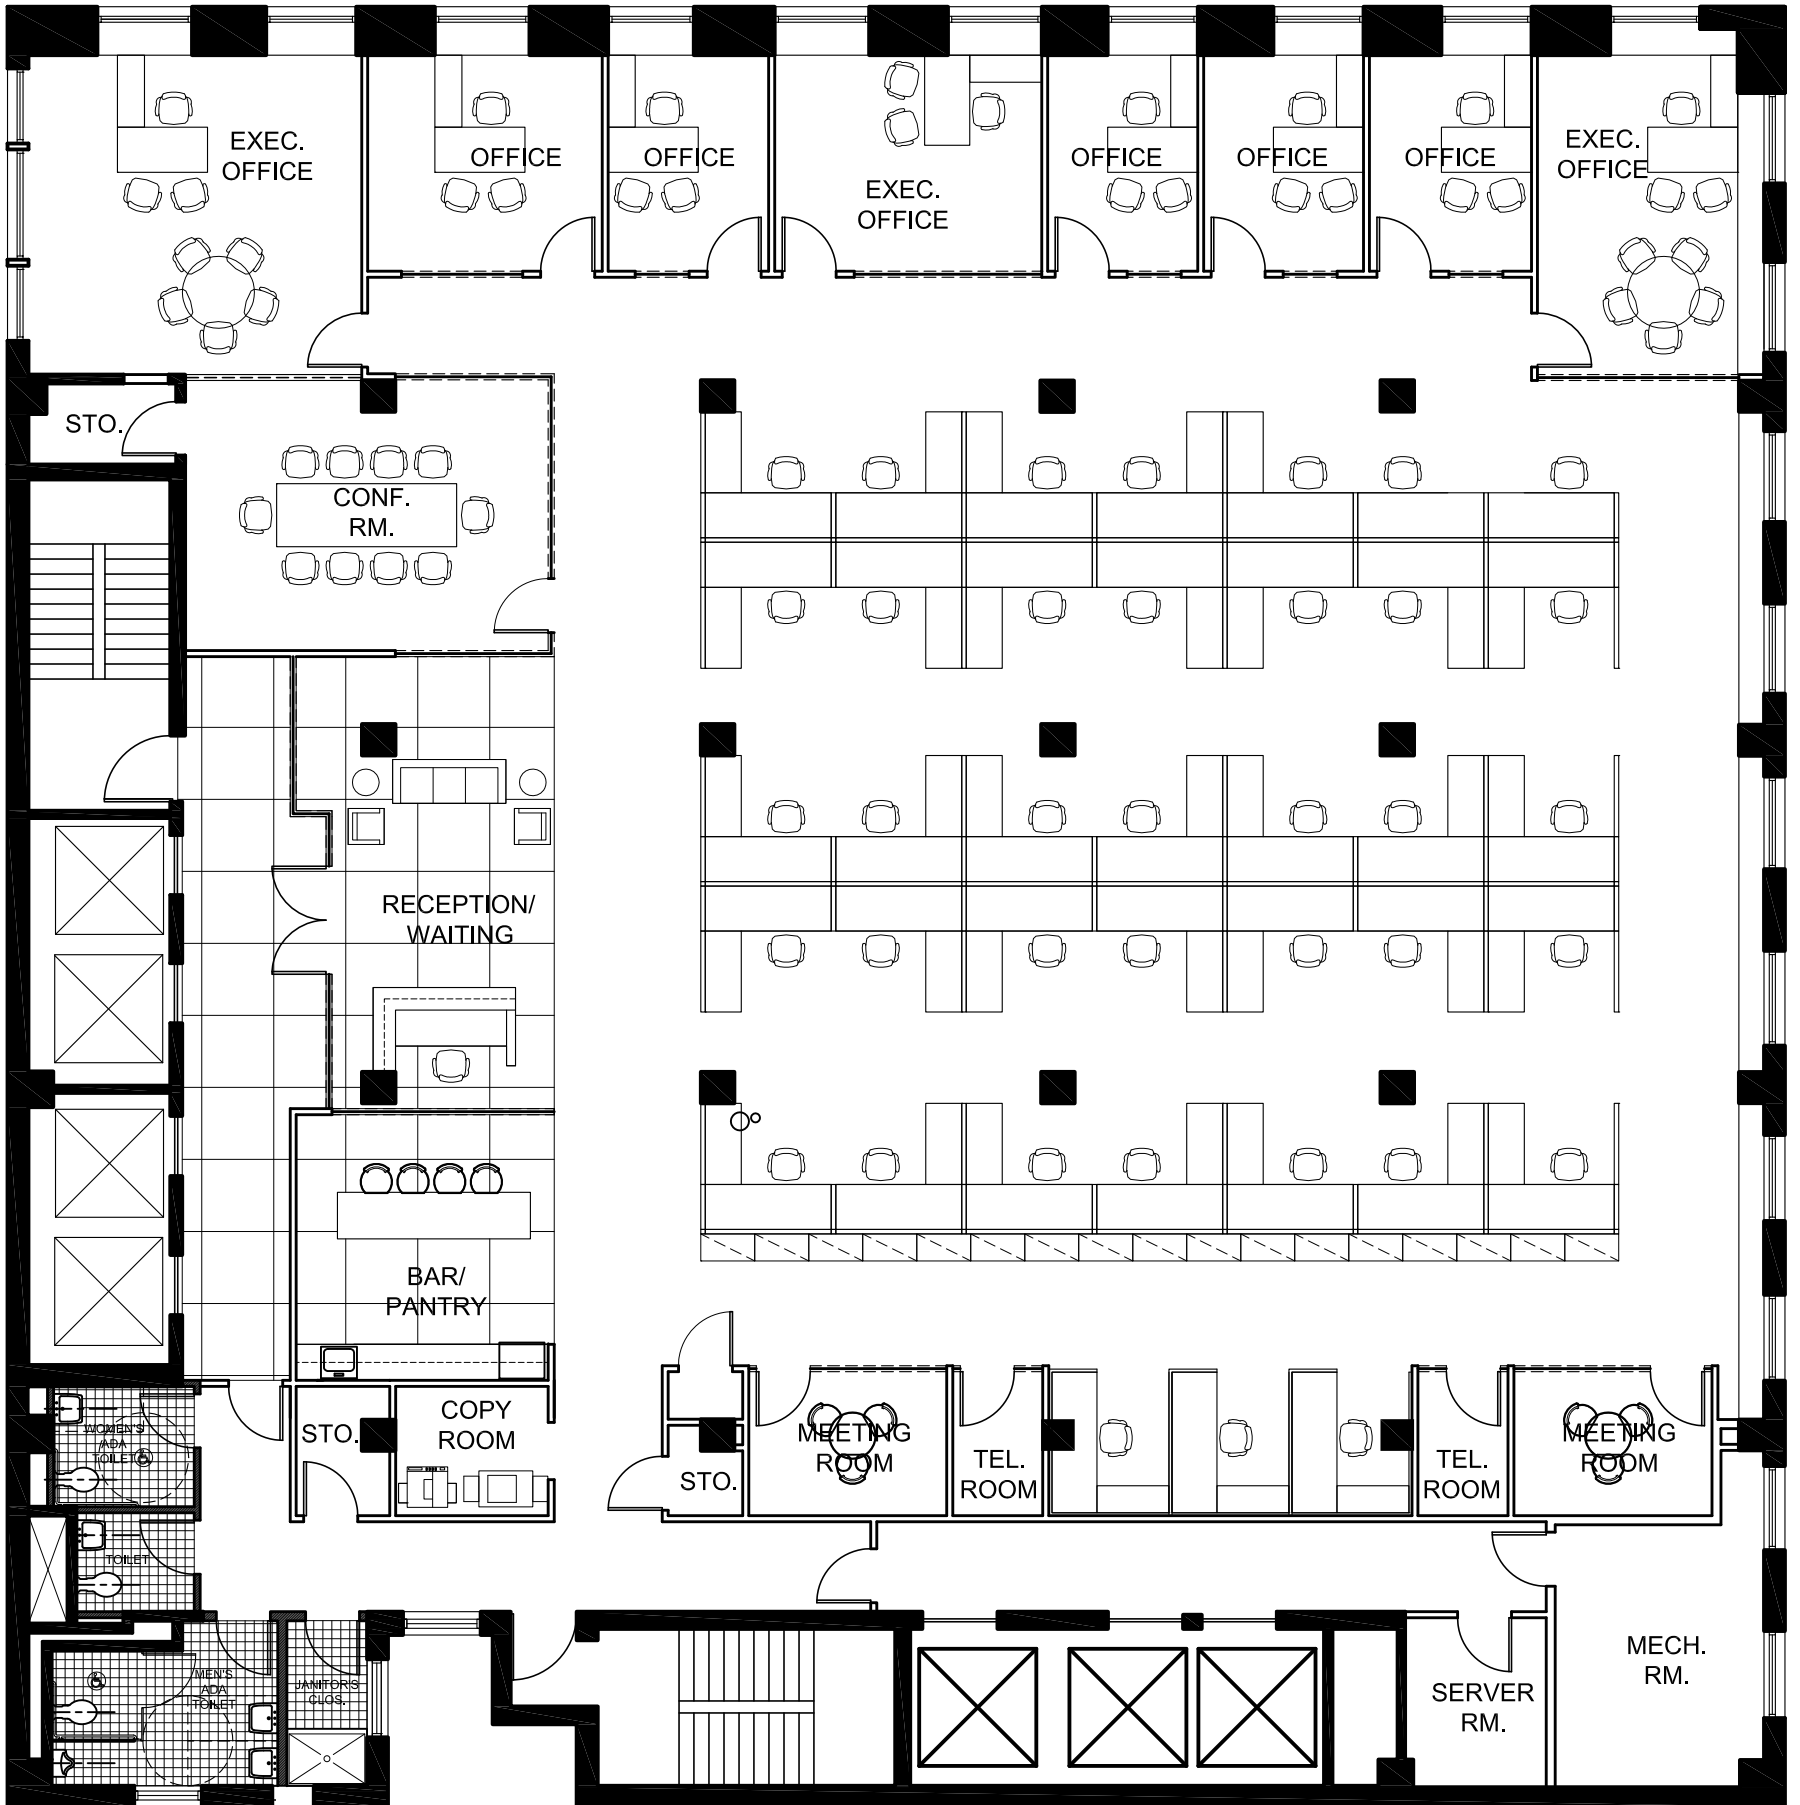 EXEC.
OFFICE
OFFICE
OFFICE
EXEC.
OFFICE
OFFICE
OFFICE
OFFICE
EXEC.
OFFICE
STO.
CONF.
RM.
RECEPTION/
WAITING
BAR/
PANTRY
WOMEN'S
ADA
TOILET
STO.
COPY
ROOM
STO.
MEETING
ROOM
TEL.
ROOM
TEL.
ROOM
MEETING
ROOM
TOILET
MEN'S
ADA
TOILET
JANITOR'S
CLOS.
SERVER
RM.
MECH.
RM.